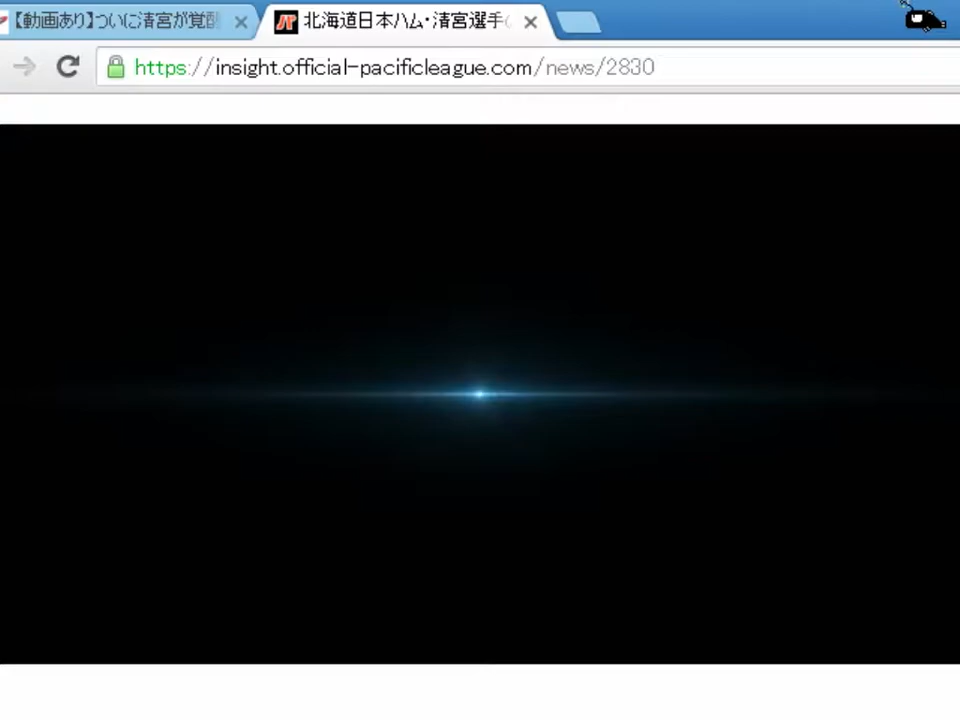 【動画あり】ついに清宮が覚醒
北海道日本ハム・清宮選手の
https://insight.official-pacificleague.com/news/2830